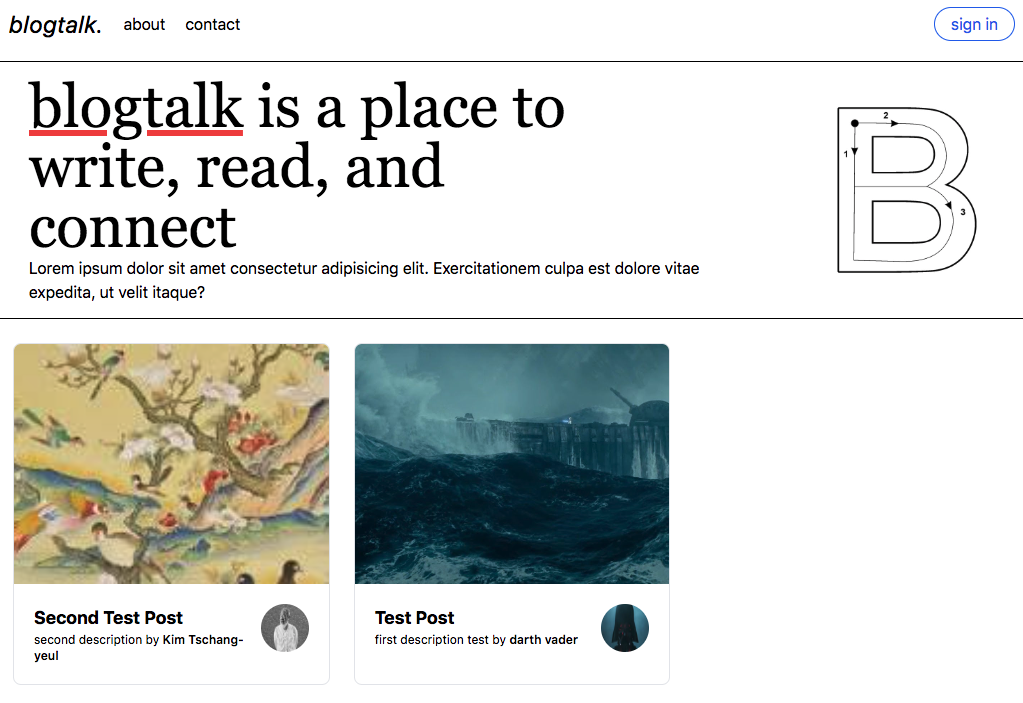 blogtalk.
about
contact
sign in
blogtalk is a place to
write, read, and
connect
Lorem ipsum dolor sit amet consectetur adipisicing elit. Exercitationem culpa est dolore vitae
expedita, ut velit itaque?
B
2
1
3
Second Test Post
second description by Kim Tschang-
yeul
Test Post
first description test by darth vader